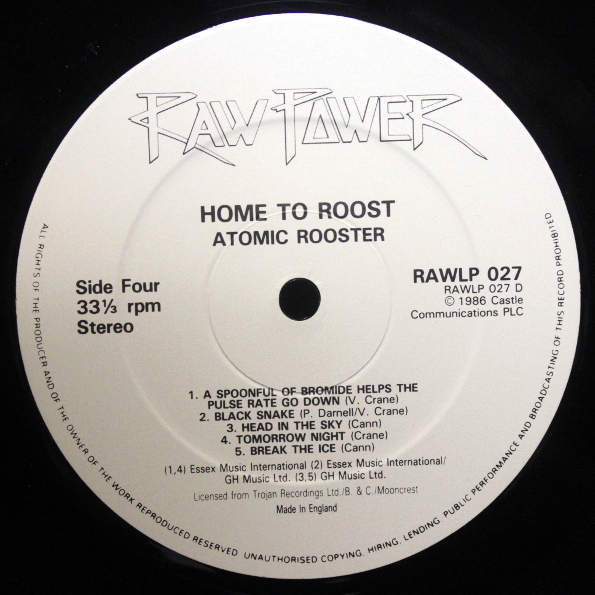 RAW POWER
HOME TO ROOST
ATOMIC ROOSTER
Side Four
33⅓ rpm
Stereo
RAWLP 027
RAWLP 027 D
© 1986 Castle
Communications PLC
1. A SPOONFUL OF BROMIDE HELPS THE
PULSE RATE GO DOWN (V. Crane)
2. BLACK SNAKE (P. Darnell/V. Crane)
3. HEAD IN THE SKY (Cann)
4. TOMORROW NIGHT (Crane)
5. BREAK THE ICE (Cann)
(1,4) Essex Music International (2) Essex Music International/
GH Music Ltd. (3,5) GH Music Ltd.
Licensed from Trojan Recordings Ltd./B. & C./Mooncrest
Made in England
ALL RIGHTS OF THE PRODUCER AND OF THE OWNER OF THE WORK REPRODUCED RESERVED UNAUTHORISED COPYING, HIRING, LENDING, PUBLIC PERFORMANCE AND BROADCASTING OF THIS RECORD PROHIBITED